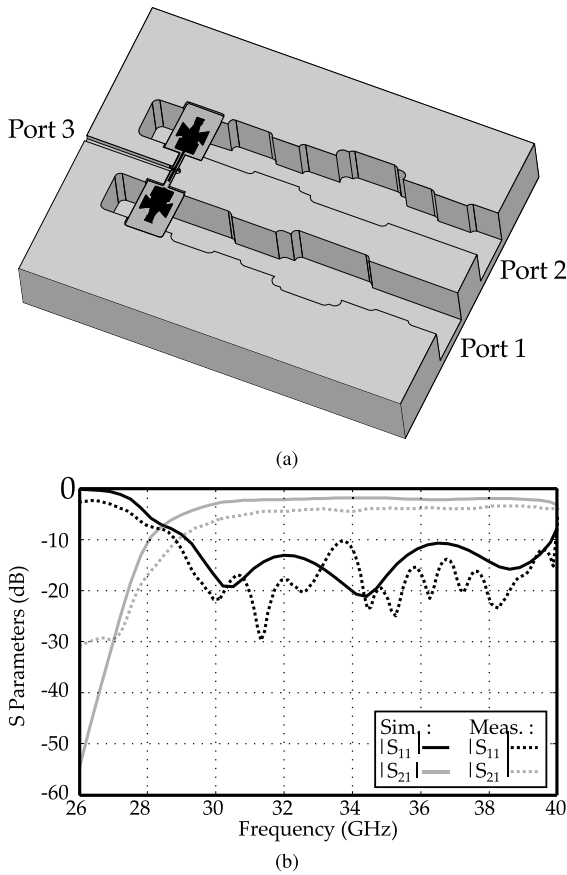 Port 3
Port 2
Port 1
(a)
0
-10
-20
-30
-40
-50
-60
S Parameters (dB)
Sim. : Meas. :
|S11| |S11|
|S21| |S21|
26 28 30 32 34 36 38 40
Frequency (GHz)
(b)